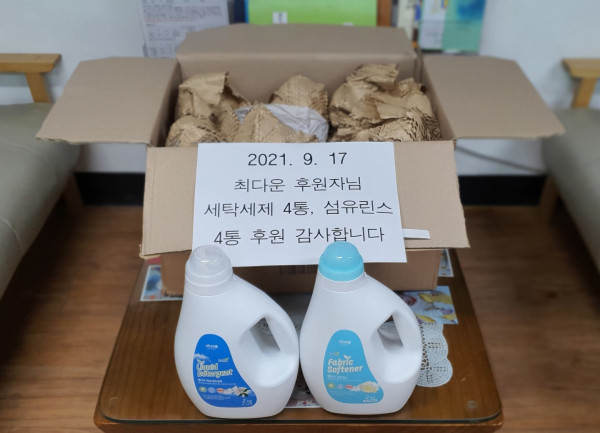 2021. 9. 17
최다운 후원자님
세탁세제 4통, 섬유린스
4통 후원 감사합니다
Detergent
Fabric
Softener